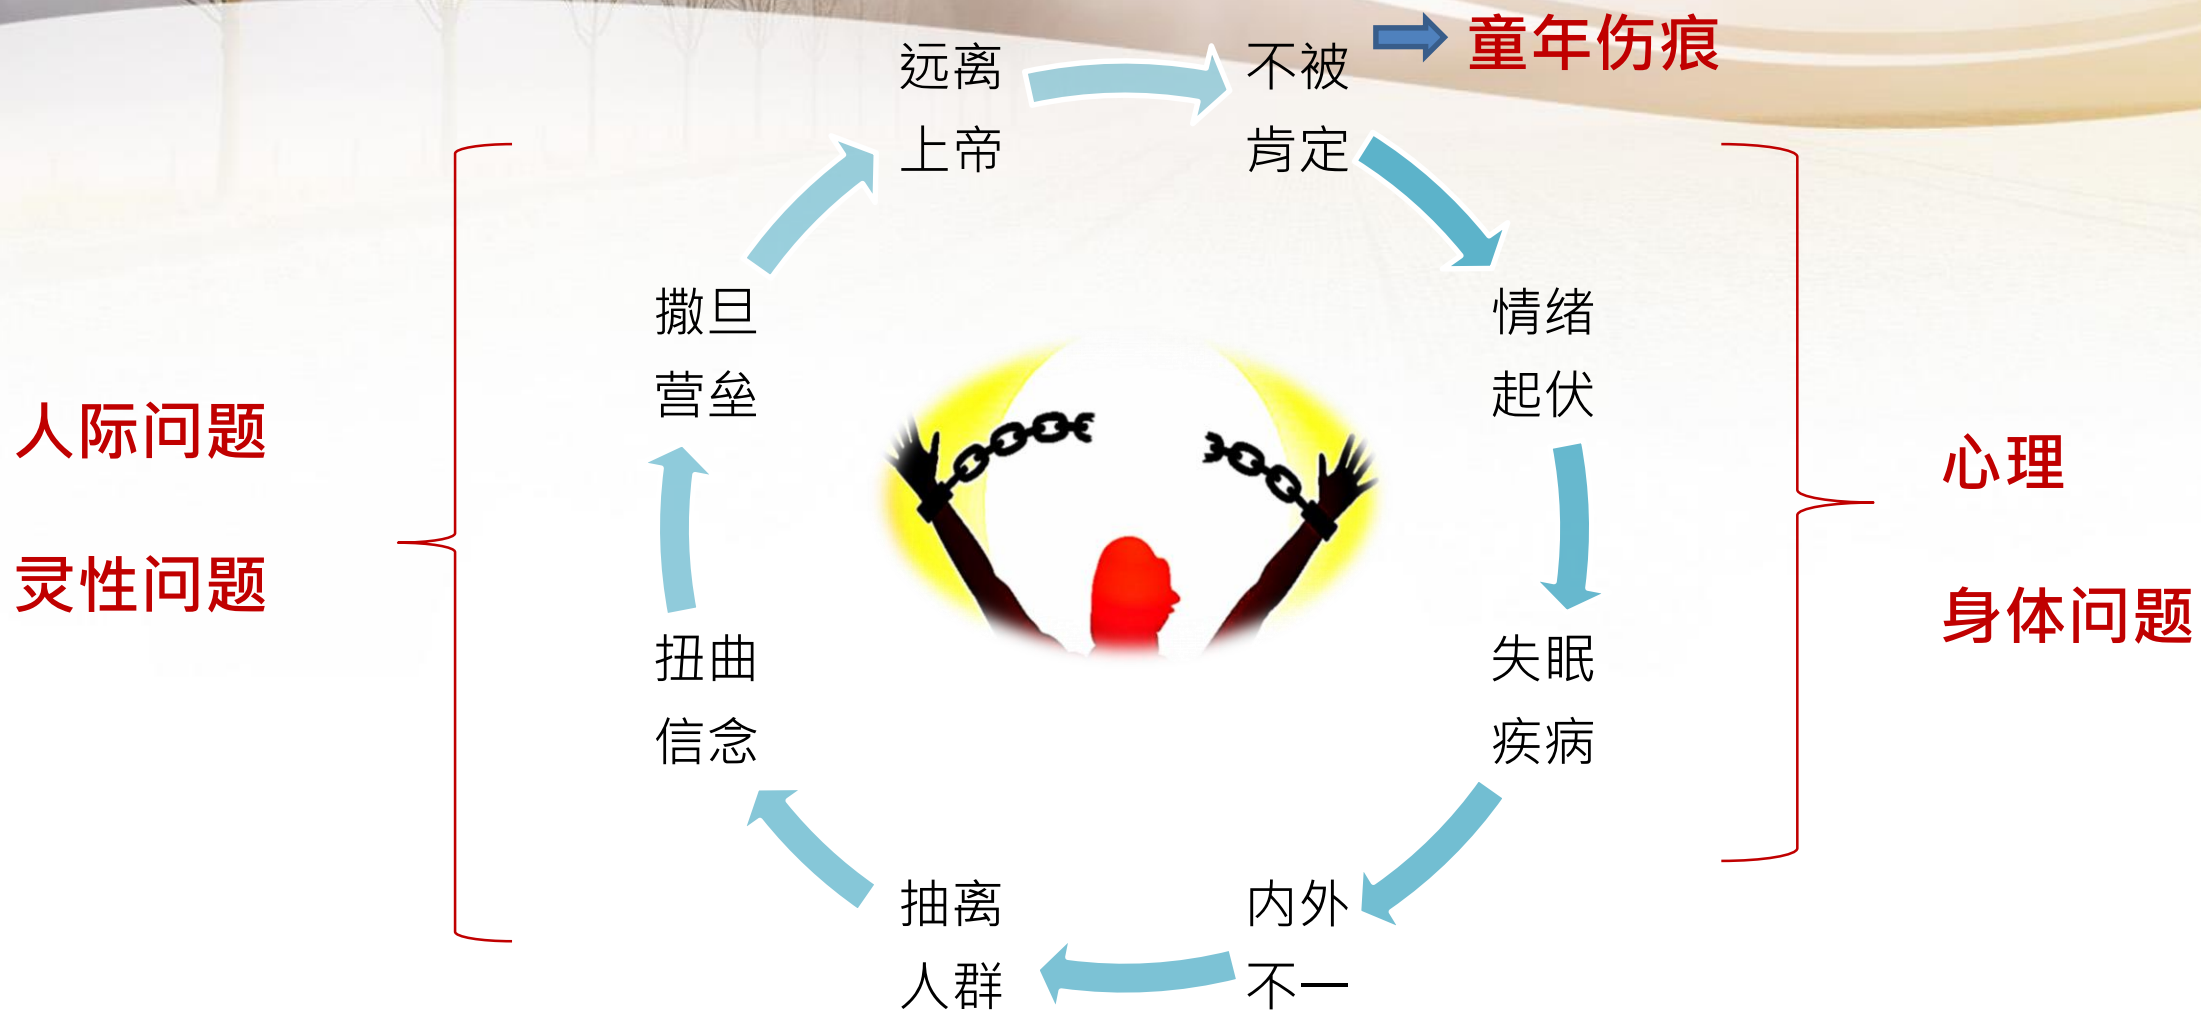 远离
上帝
不被
肯定
童年伤痕
情绪
起伏
失眠
疾病
内外
不一
抽离
人群
扭曲
信念
撒旦
营垒
人际问题
灵性问题
心理
身体问题